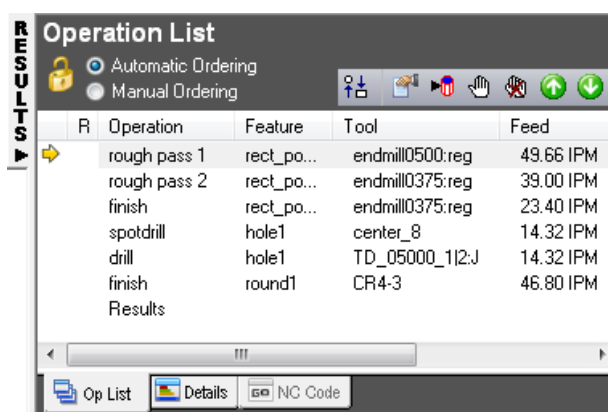 RESULTS
Operation List
Automatic Ordering
Manual Ordering
R Operation Feature Tool Feed
rough pass 1 rect_po... endmill0500:reg 49.66 IPM
rough pass 2 rect_po... endmill0375:reg 39.00 IPM
finish rect_po... endmill0375:reg 23.40 IPM
spotdrill hole1 center_8 14.32 IPM
drill hole1 TD_05000_1|2:J 14.32 IPM
finish round1 CR4-3 46.80 IPM
Results
Op List Details GO NC Code